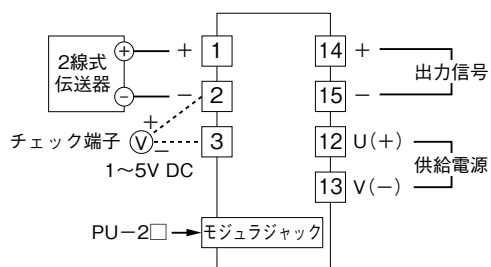 2線式
伝送器
+
−
+
−
1
2
3
チェック端子
+
V
−
1〜5V DC
14
+
15
−
出力信号
12
U(+)
13
V(−)
供給電源
PU−2□
モジュラジャック